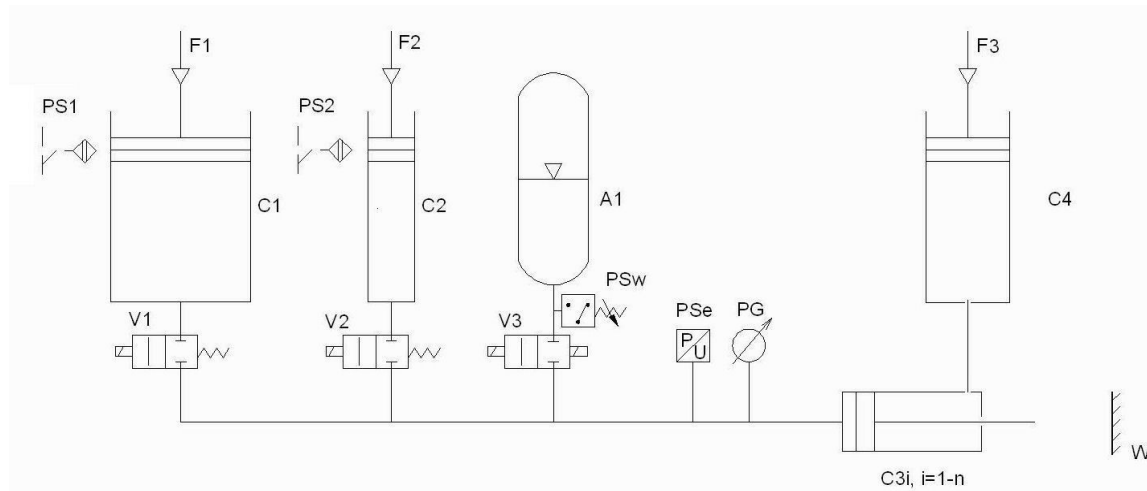 F1
F2
F3
PS1
PS2
C1
C2
A1
C4
PSw
V1
V2
V3
PSe
PG
P
U
W
C3i, i=1-n